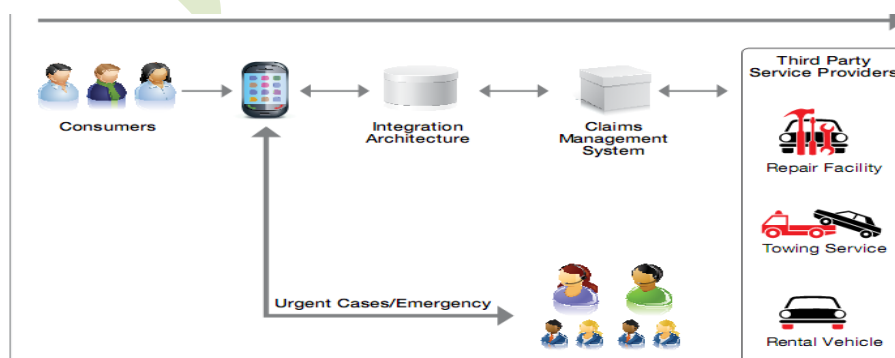 Third Party
Service Providers
Consumers
Integration
Architecture
Claims
Management
System
Repair Facility
Towing Service
Urgent Cases/Emergency
Rental Vehicle